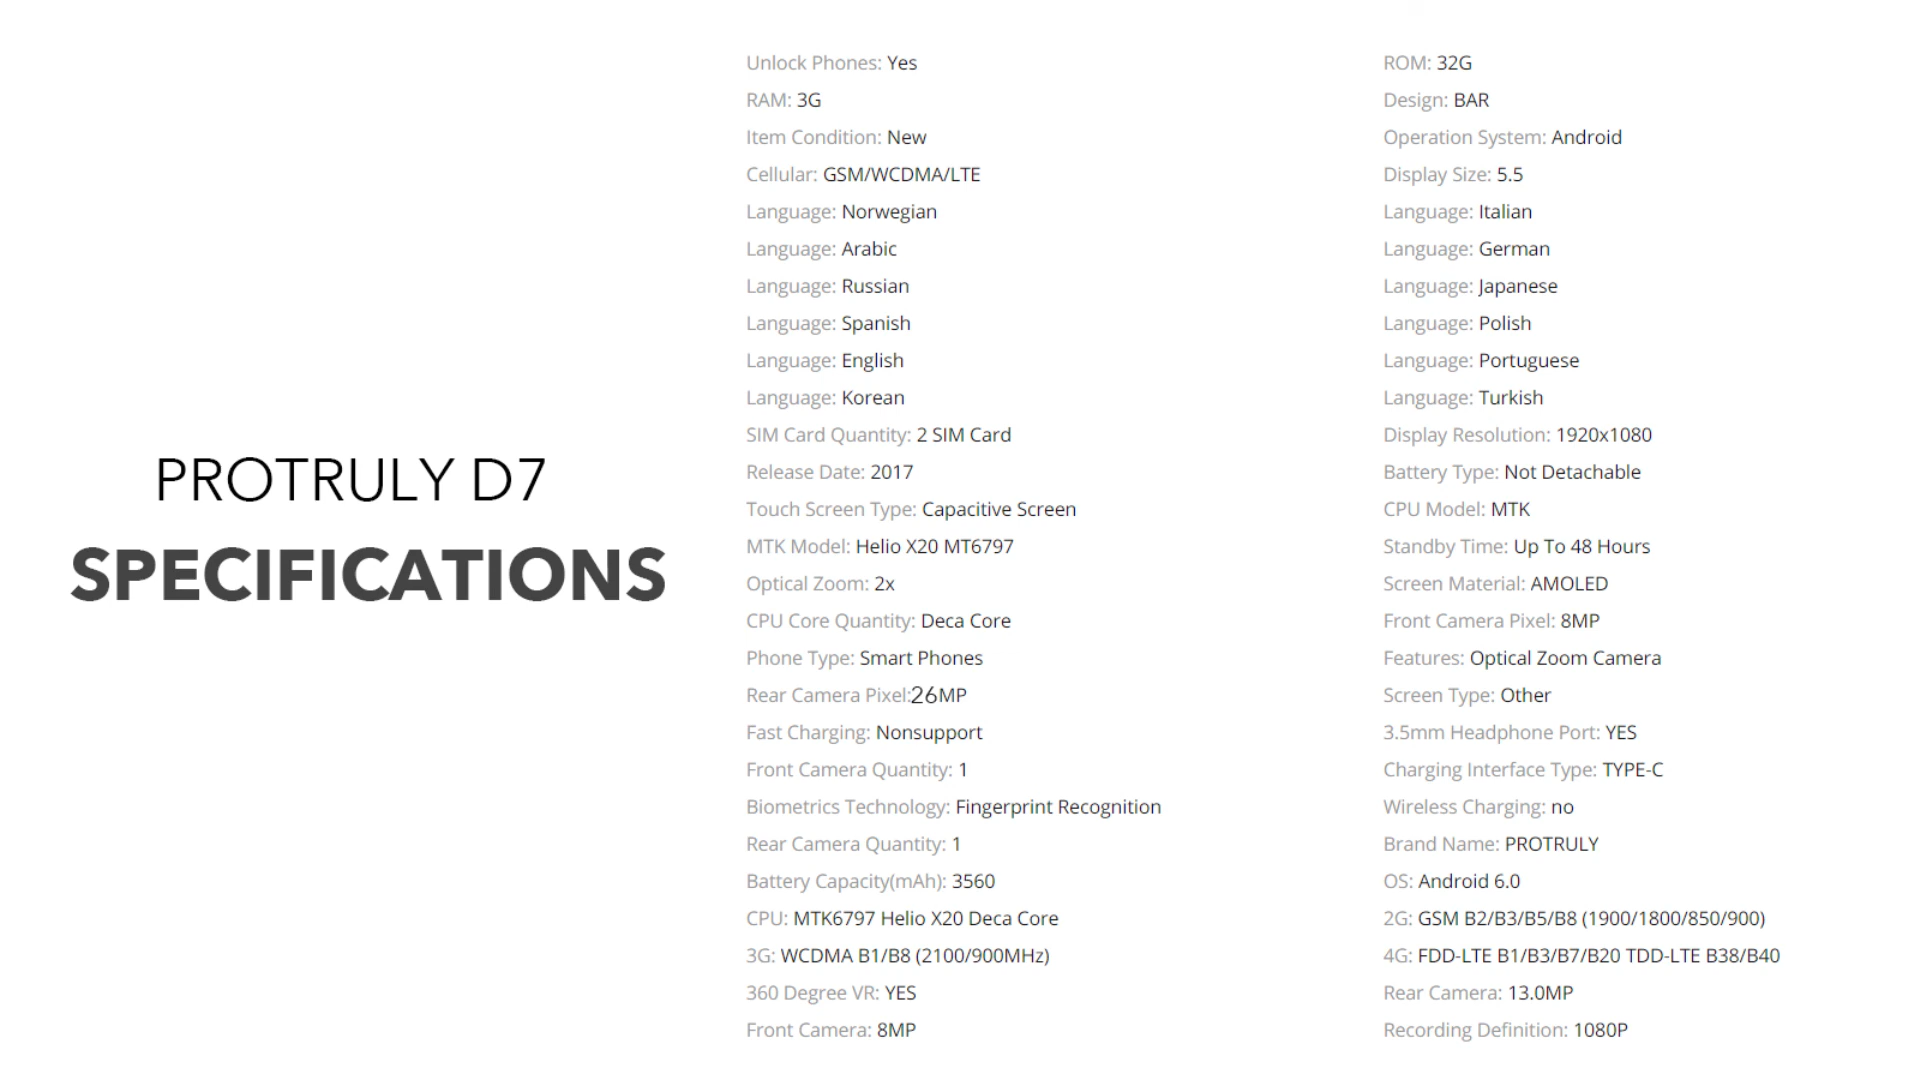 PROTRULY D7
SPECIFICATIONS
Unlock Phones: Yes
RAM: 3G
Item Condition: New
Cellular: GSM/WCDMA/LTE
Language: Norwegian
Language: Arabic
Language: Russian
Language: Spanish
Language: English
Language: Korean
SIM Card Quantity: 2 SIM Card
Release Date: 2017
Touch Screen Type: Capacitive Screen
MTK Model: Helio X20 MT6797
Optical Zoom: 2x
CPU Core Quantity: Deca Core
Phone Type: Smart Phones
Rear Camera Pixel:26MP
Fast Charging: Nonsupport
Front Camera Quantity: 1
Biometrics Technology: Fingerprint Recognition
Rear Camera Quantity: 1
Battery Capacity(mAh): 3560
CPU: MTK6797 Helio X20 Deca Core
3G: WCDMA B1/B8 (2100/900MHz)
360 Degree VR: YES
Front Camera: 8MP
ROM: 32G
Design: BAR
Operation System: Android
Display Size: 5.5
Language: Italian
Language: German
Language: Japanese
Language: Polish
Language: Portuguese
Language: Turkish
Display Resolution: 1920x1080
Battery Type: Not Detachable
CPU Model: MTK
Standby Time: Up To 48 Hours
Screen Material: AMOLED
Front Camera Pixel: 8MP
Features: Optical Zoom Camera
Screen Type: Other
3.5mm Headphone Port: YES
Charging Interface Type: TYPE-C
Wireless Charging: no
Brand Name: PROTRULY
OS: Android 6.0
2G: GSM B2/B3/B5/B8 (1900/1800/850/900)
4G: FDD-LTE B1/B3/B7/B20 TDD-LTE B38/B40
Rear Camera: 13.0MP
Recording Definition: 1080P